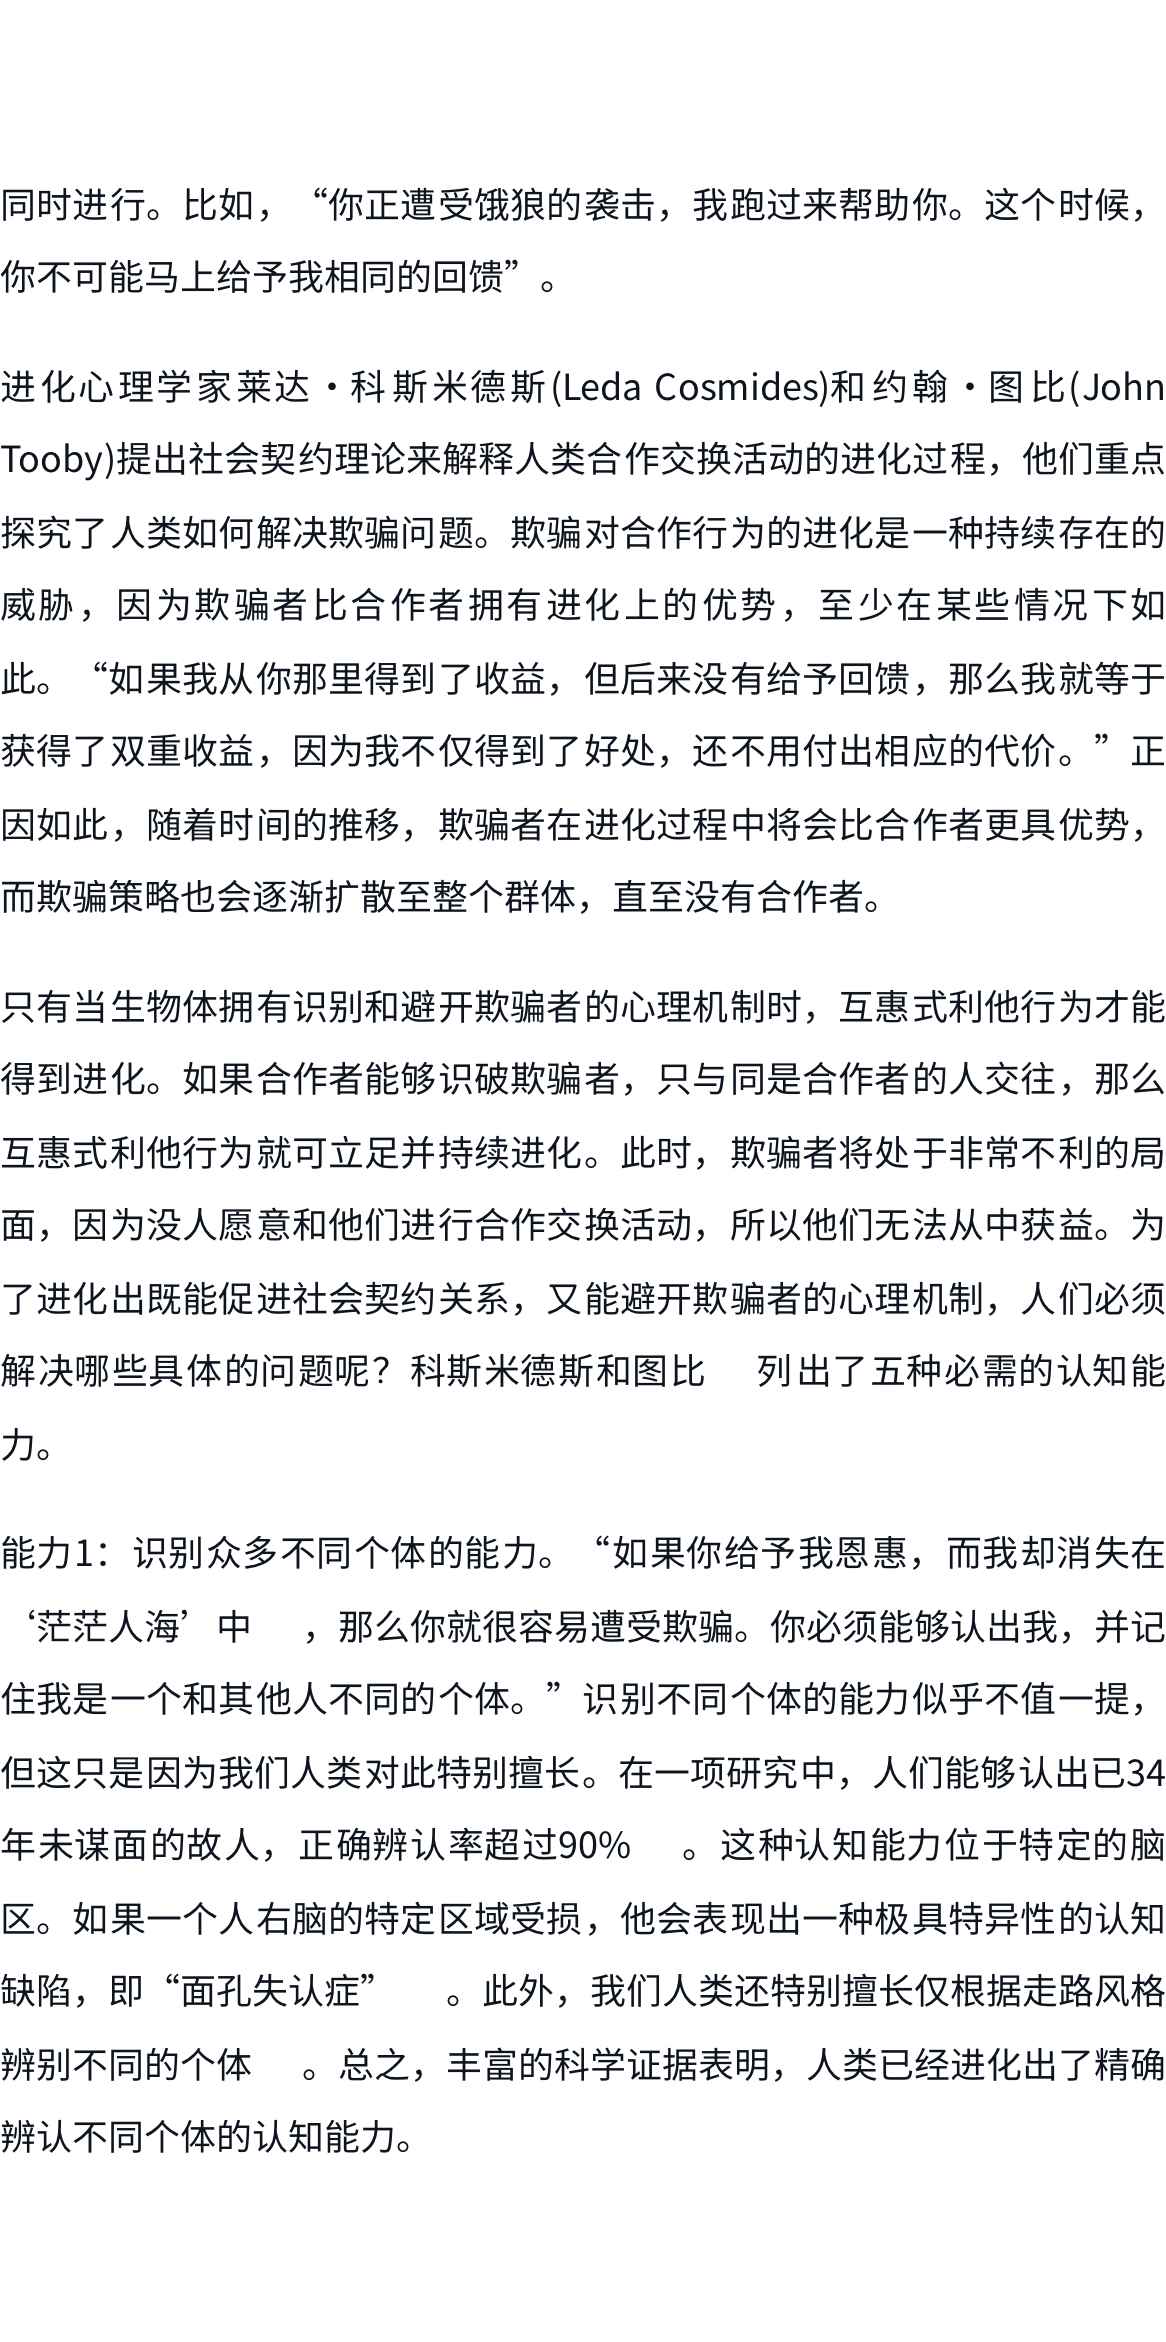 同时进行。比如，“你正遭受饿狼的袭击，我跑过来帮助你。这个时候，
你不可能马上给予我相同的回馈”。
进化心理学家莱达·科斯米德斯(Leda Cosmides)和约翰·图比(John
Tooby)提出社会契约理论来解释人类合作交换活动的进化过程，他们重点
探究了人类如何解决欺骗问题。欺骗对合作行为的进化是一种持续存在的
威胁，因为欺骗者比合作者拥有进化上的优势，至少在某些情况下如
此。“如果我从你那里得到了收益，但后来没有给予回馈，那么我就等于
获得了双重收益，因为我不仅得到了好处，还不用付出相应的代价。”正
因如此，随着时间的推移，欺骗者在进化过程中将会比合作者更具优势，
而欺骗策略也会逐渐扩散至整个群体，直至没有合作者。
只有当生物体拥有识别和避开欺骗者的心理机制时，互惠式利他行为才能
得到进化。如果合作者能够识破欺骗者，只与同是合作者的人交往，那么
互惠式利他行为就可立足并持续进化。此时，欺骗者将处于非常不利的局
面，因为没人愿意和他们进行合作交换活动，所以他们无法从中获益。为
了进化出既能促进社会契约关系，又能避开欺骗者的心理机制，人们必须
解决哪些具体的问题呢？科斯米德斯和图比 列出了五种必需的认知能
力。
能力1：识别众多不同个体的能力。“如果你给予我恩惠，而我却消失在
‘茫茫人海’中 ，那么你就很容易遭受欺骗。你必须能够认出我，并记
住我是一个和其他人不同的个体。”识别不同个体的能力似乎不值一提，
但这只是因为我们人类对此特别擅长。在一项研究中，人们能够认出已34
年未谋面的故人，正确辨认率超过90% 。这种认知能力位于特定的脑
区。如果一个人右脑的特定区域受损，他会表现出一种极具特异性的认知
缺陷，即“面孔失认症” 。此外，我们人类还特别擅长仅根据走路风格
辨别不同的个体 。总之，丰富的科学证据表明，人类已经进化出了精确
辨认不同个体的认知能力。